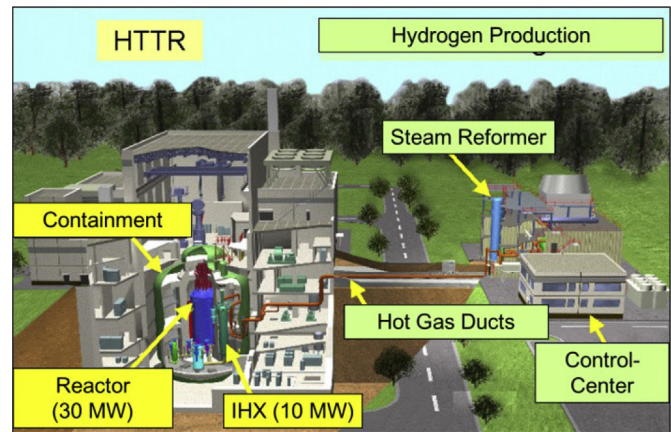 HTTR
Hydrogen Production
Steam Reformer
Containment
Hot Gas Ducts
Reactor
(30 MW)
IHX (10 MW)
Control-
Center